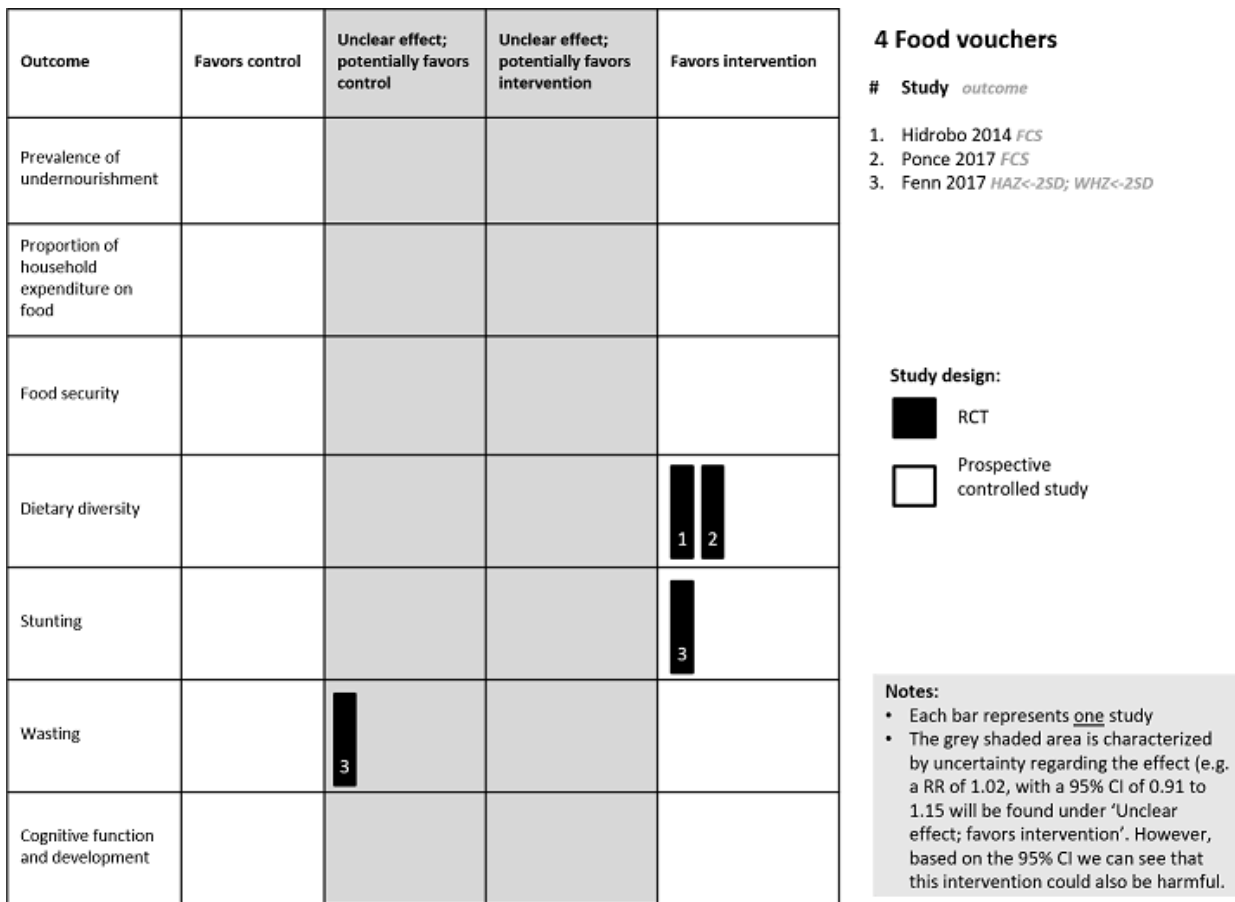 Outcome
Favors control
Unclear effect;
potentially favors
control
Unclear effect;
potentially favors
intervention
Favors intervention
Prevalence of
undernourishment
Proportion of
household
expenditure on
food
Food security
Dietary diversity
1 2
Stunting
3
Wasting
3
Cognitive function
and development
4 Food vouchers
# Study outcome
1. Hidrobo 2014 FCS
2. Ponce 2017 FCS
3. Fenn 2017 HAZ<-2SD; WHZ<-2SD
Study design:
RCT
Prospective
controlled study
Notes:
• Each bar represents one study
• The grey shaded area is characterized
by uncertainty regarding the effect (e.g.
a RR of 1.02, with a 95% CI of 0.91 to
1.15 will be found under ‘Unclear
effect; favors intervention’. However,
based on the 95% CI we can see that
this intervention could also be harmful.